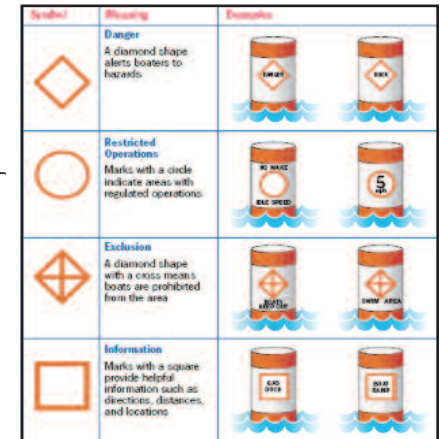 Symbol Meaning Examples
Danger
A diamond shape
alerts boaters to
hazards
DANGER ROCK
Restricted
Operations
Marks with a circle
indicate areas with
regulated operations
NO WAKE
IDLE SPEED
5
mph
Exclusion
A diamond shape
with a cross means
boats are prohibited
from the area
BOATS
KEEP OUT
SWIM AREA
Information
Marks with a square
provide helpful
information such as
directions, distances,
and locations
GAS
DOCK
BOAT
RAMP